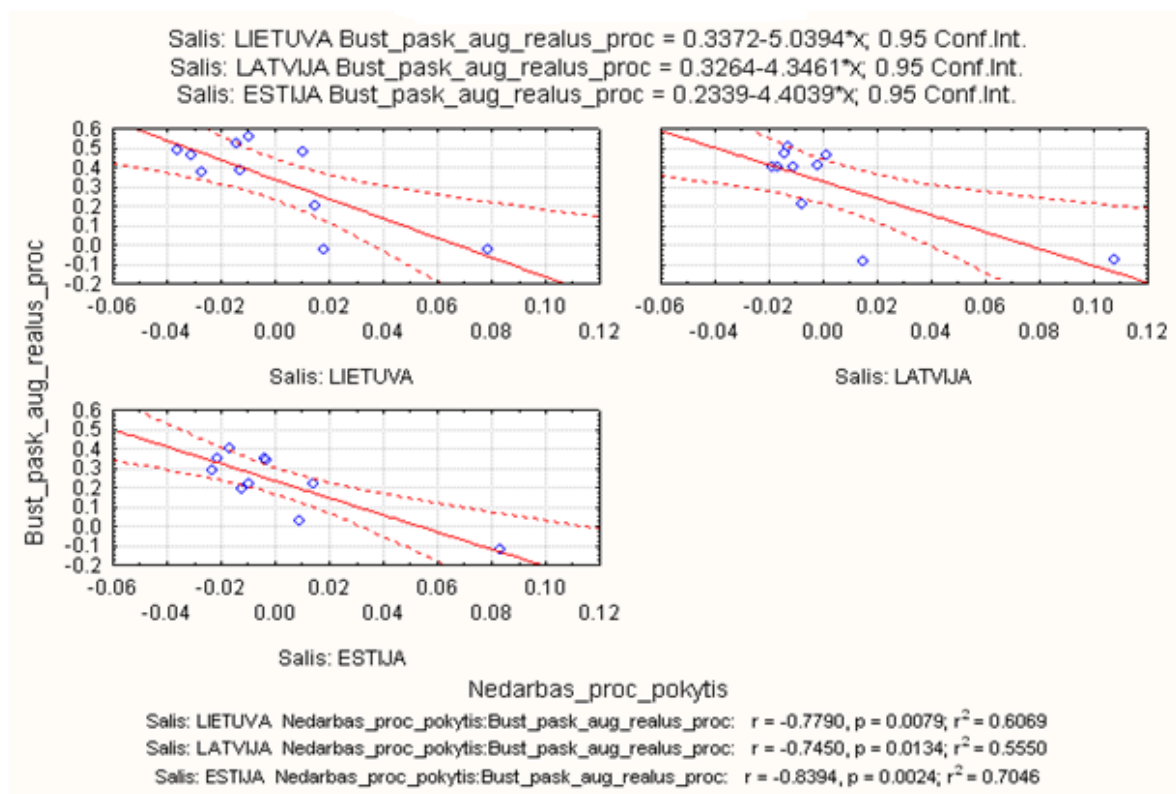 Salis: LIETUVA Bust_pask_aug_realus_proc = 0.3372-5.0394*x; 0.95 Conf.Int.
Salis: LATVIJA Bust_pask_aug_realus_proc = 0.3264-4.3461*x; 0.95 Conf.Int.
Salis: ESTIJA Bust_pask_aug_realus_proc = 0.2339-4.4039*x; 0.95 Conf.Int.
Bust_pask_aug_realus_proc
0.6
0.5
0.4
0.3
0.2
0.1
0.0
-0.1
-0.2
-0.06 -0.02 0.02 0.06 0.10
-0.04 0.00 0.04 0.08 0.12
Salis: LIETUVA
-0.06 -0.02 0.02 0.06 0.10
-0.04 0.00 0.04 0.08 0.12
Salis: LATVIJA
0.6
0.5
0.4
0.3
0.2
0.1
0.0
-0.1
-0.2
-0.06 -0.02 0.02 0.06 0.10
-0.04 0.00 0.04 0.08 0.12
Salis: ESTIJA
Nedarbas_proc_pokytis
Salis: LIETUVA Nedarbas_proc_pokytis:Bust_pask_aug_realus_proc: r = -0.7790, p = 0.0079; r² = 0.6069
Salis: LATVIJA Nedarbas_proc_pokytis:Bust_pask_aug_realus_proc: r = -0.7450, p = 0.0134; r² = 0.5550
Salis: ESTIJA Nedarbas_proc_pokytis:Bust_pask_aug_realus_proc: r = -0.8394, p = 0.0024; r² = 0.7046